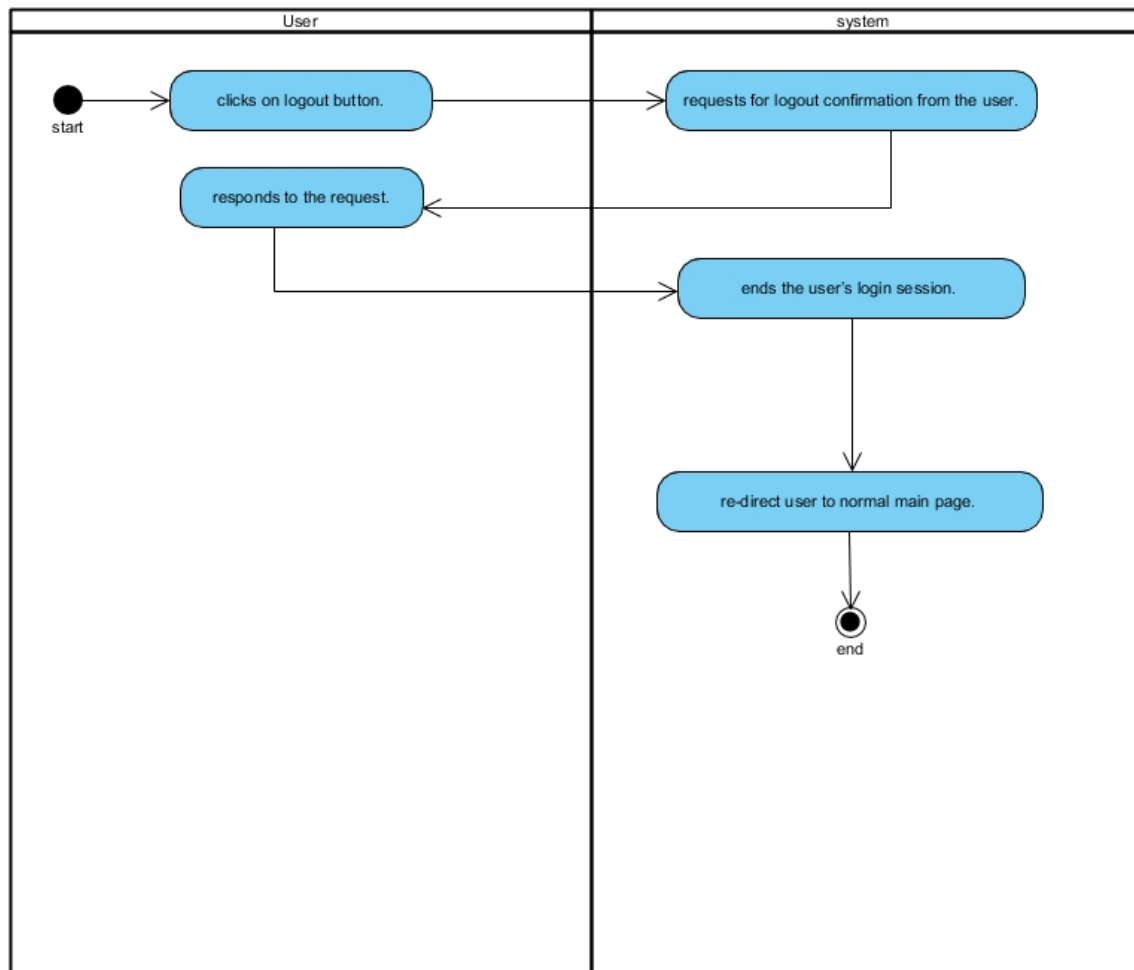 User
system
clicks on logout button.
requests for logout confirmation from the user.
start
responds to the request.
ends the user’s login session.
re-direct user to normal main page.
end